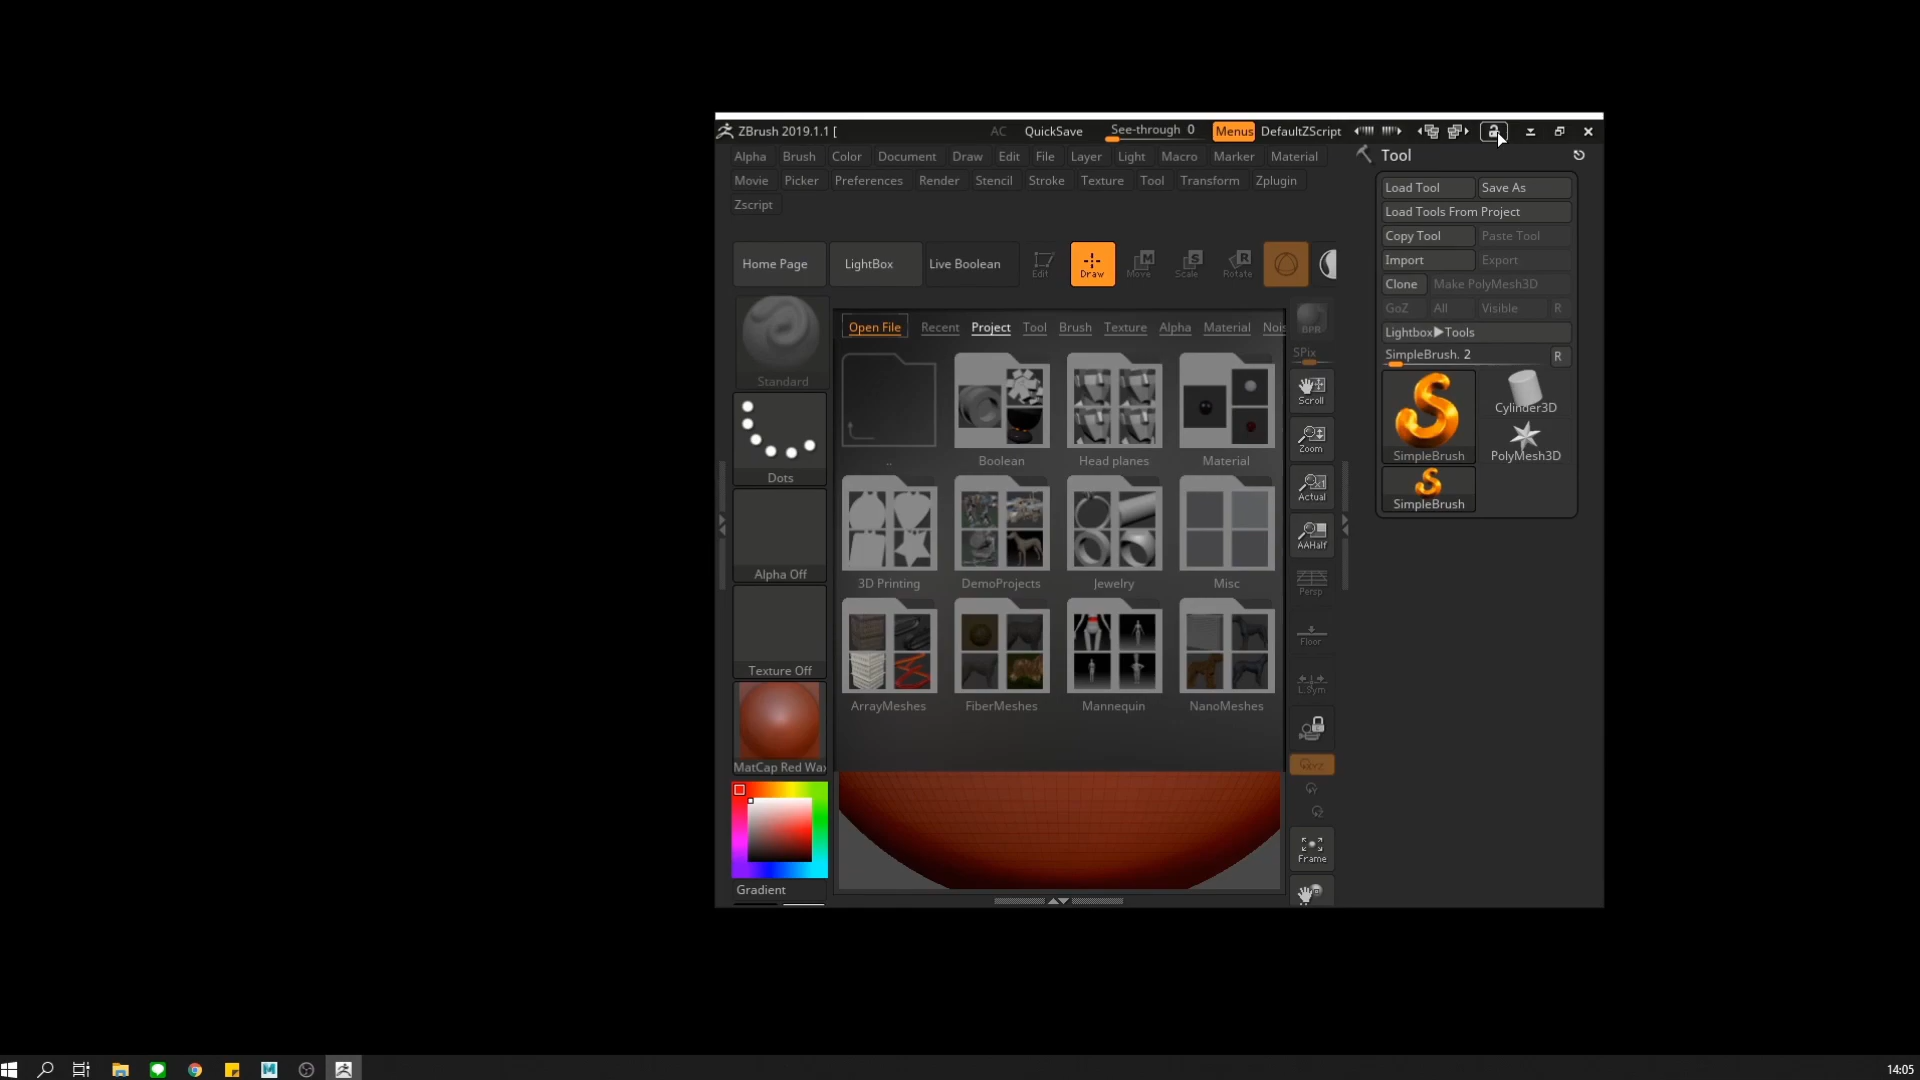 ZBrush 2019.1.1 [
AC
QuickSave
See-through 0
Menus
DefaultZScript
Alpha Brush Color Document Draw Edit File Layer Light Macro Marker Material
Movie Picker Preferences Render Stencil Stroke Texture Tool Transform Zplugin
Zscript
Home Page
LightBox
Live Boolean
Edit
Draw
Move
Scale
Rotate
M
S
R
Standard
Dots
Alpha Off
Texture Off
MatCap Red Wax
Gradient
Open File Recent Project Tool Brush Texture Alpha Material Nois
..
Boolean
Head planes
Material
3D Printing
DemoProjects
Jewelry
Misc
ArrayMeshes
FiberMeshes
Mannequin
NanoMeshes
BPR
SPix
Scroll
Zoom
Actual
AAHalf
Persp
Floor
L.Sym
XYZ
Frame
Tool
Load Tool Save As
Load Tools From Project
Copy Tool Paste Tool
Import Export
Clone Make PolyMesh3D
GoZ All Visible R
Lightbox▶Tools
SimpleBrush. 2 R
SimpleBrush
Cylinder3D
PolyMesh3D
SimpleBrush
14:05